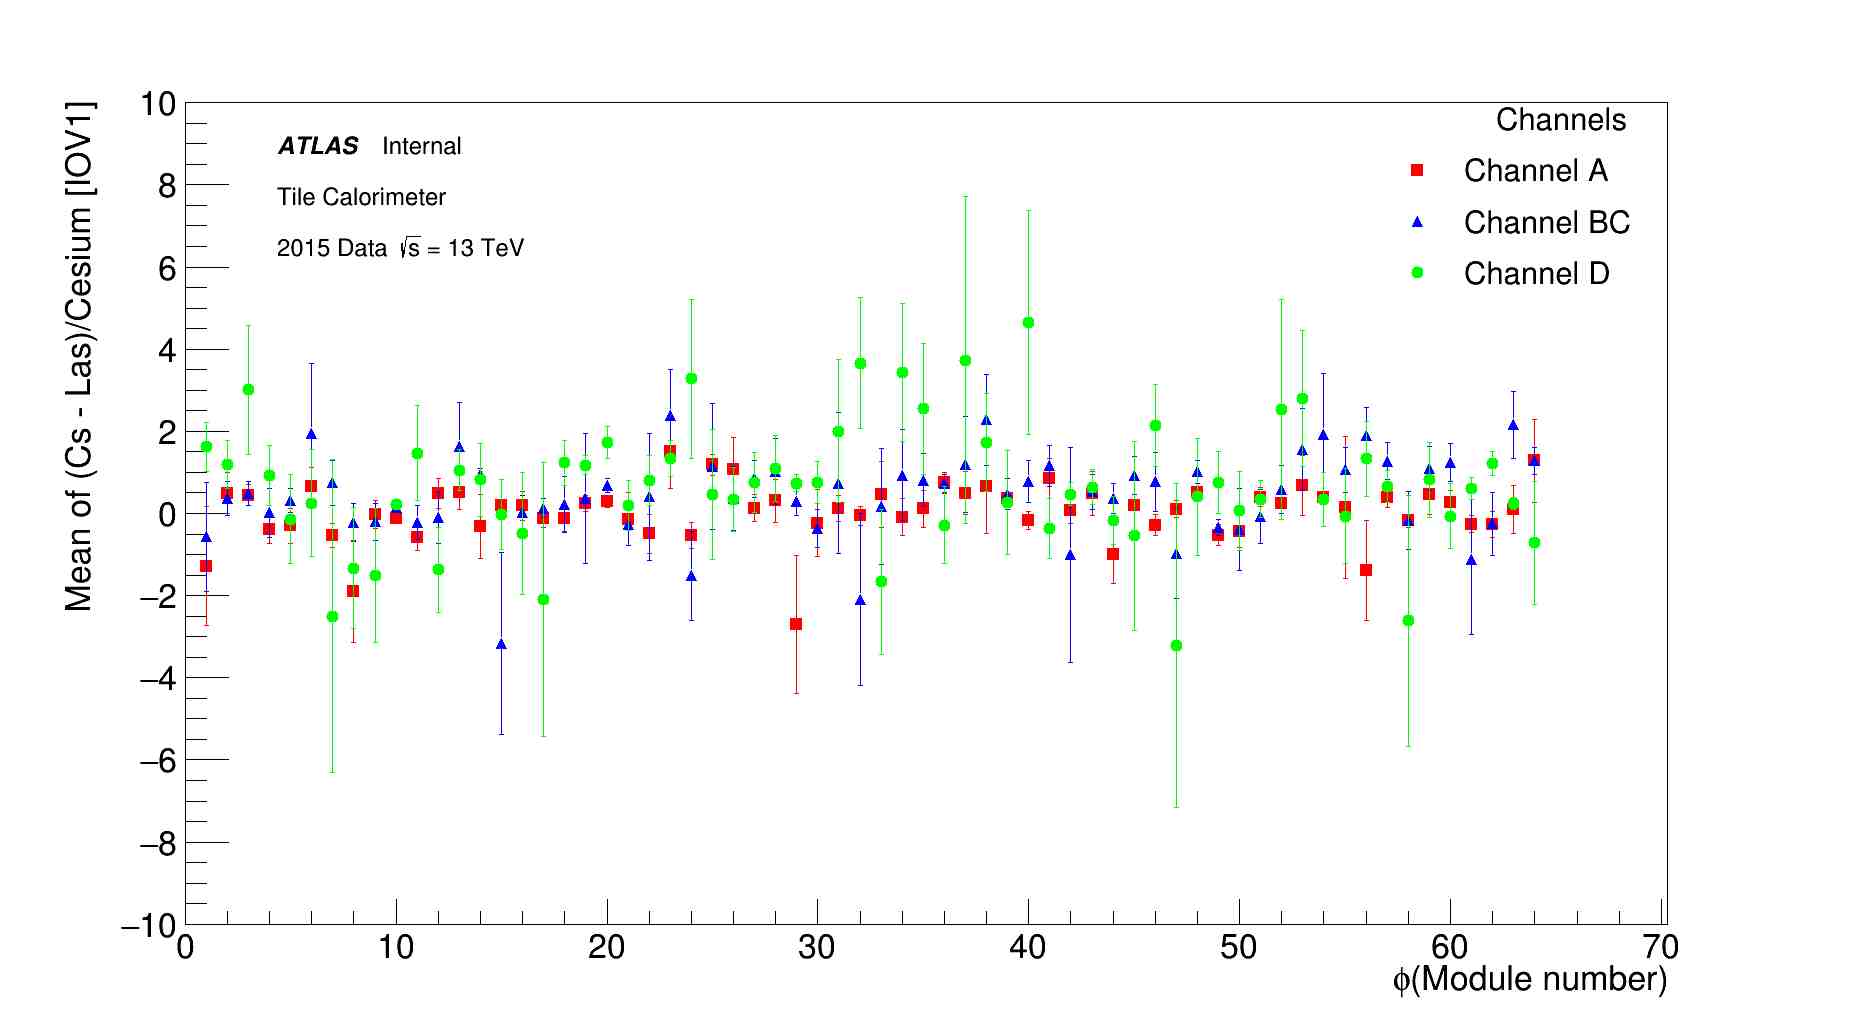 Mean of (Cs - Las)/Cesium [IOV1]
10
8
6
4
2
0
−2
−4
−6
−8
−10
ATLAS Internal
Tile Calorimeter
2015 Data √s = 13 TeV
Channels
Channel A
Channel BC
Channel D
0 10 20 30 40 50 60 70
ϕ(Module number)